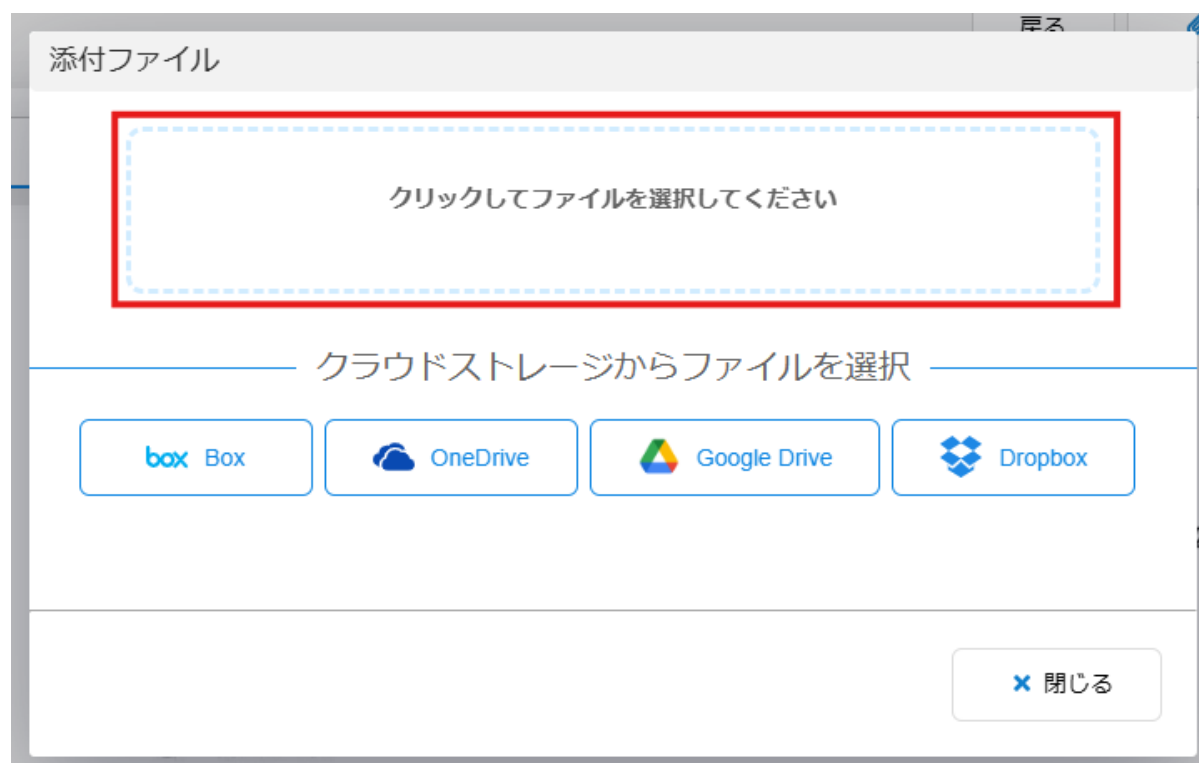 戻る
添付ファイル
クリックしてファイルを選択してください
クラウドストレージからファイルを選択
box Box
OneDrive
Google Drive
Dropbox
× 閉じる